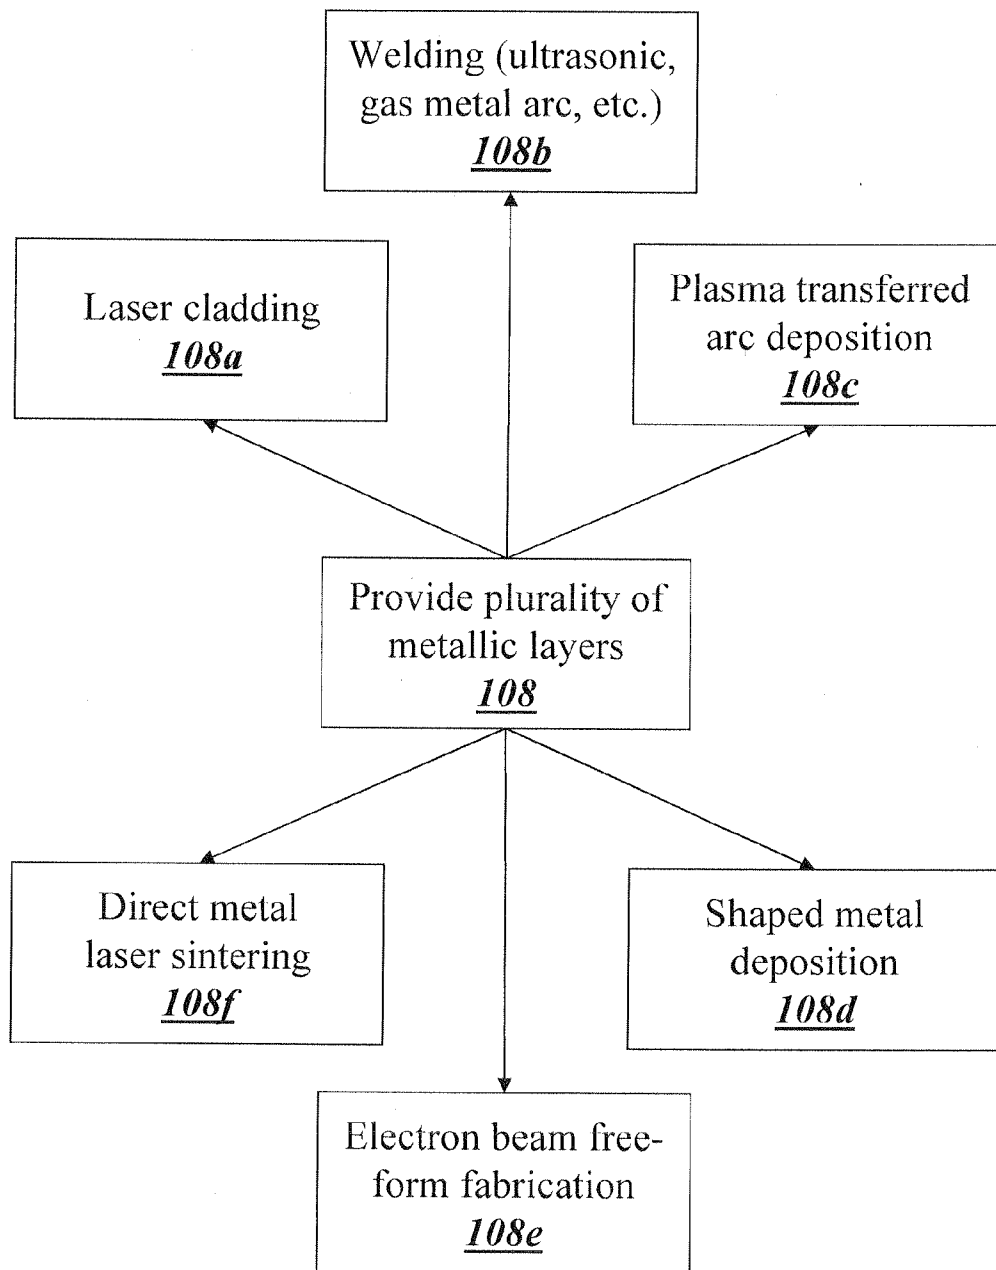 Welding (ultrasonic,
gas metal arc, etc.)
108b
Laser cladding
108a
Plasma transferred
arc deposition
108c
Provide plurality of
metallic layers
108
Direct metal
laser sintering
108f
Shaped metal
deposition
108d
Electron beam free-
form fabrication
108e